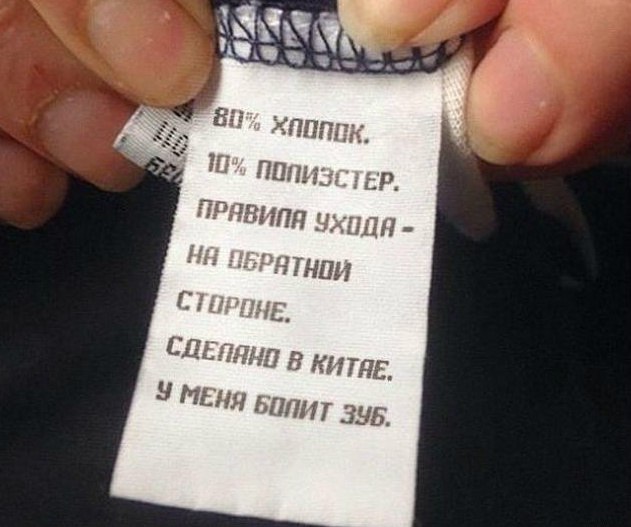 80% ХЛОПОК.
10% ПОЛИЭСТЕР.
ПРАВИЛА УХОДА -
НА ОБРАТНОЙ
СТОРОНЕ.
СДЕЛАНО В КИТАЕ.
У МЕНЯ БОЛИТ ЗУБ.